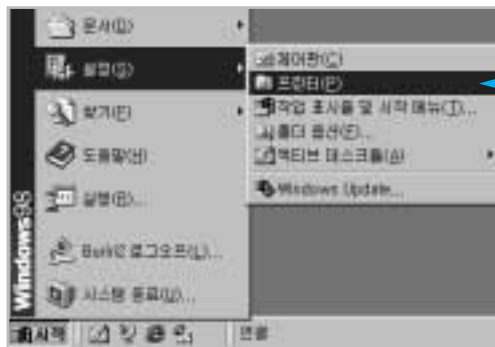 문서(D)
설정(S)
찾기(F)
도움말(H)
실행(R)...
로그오프(L)...
시스템 종료(U)...
Windows98
제어판(C)
프린터(P)
작업 표시줄 및 시작 메뉴(T)...
폴더 옵션(F)...
액티브 데스크톱(A)
Windows Update...
시작